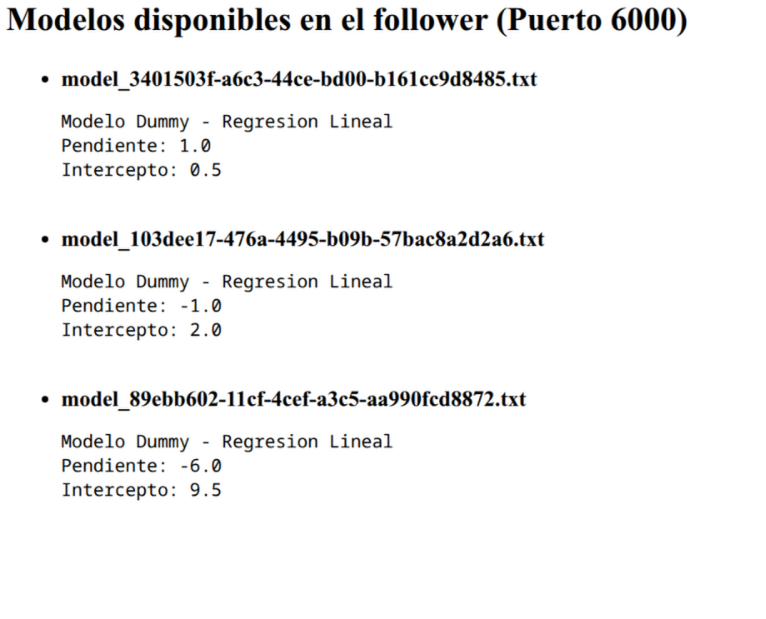 Modelos disponibles en el follower (Puerto 6000)
• model_3401503f-a6c3-44ce-bd00-b161cc9d8485.txt
Modelo Dummy - Regresion Lineal
Pendiente: 1.0
Intercepto: 0.5
• model_103dee17-476a-4495-b09b-57bac8a2d2a6.txt
Modelo Dummy - Regresion Lineal
Pendiente: -1.0
Intercepto: 2.0
• model_89ebb602-11cf-4cef-a3c5-aa990fcd8872.txt
Modelo Dummy - Regresion Lineal
Pendiente: -6.0
Intercepto: 9.5